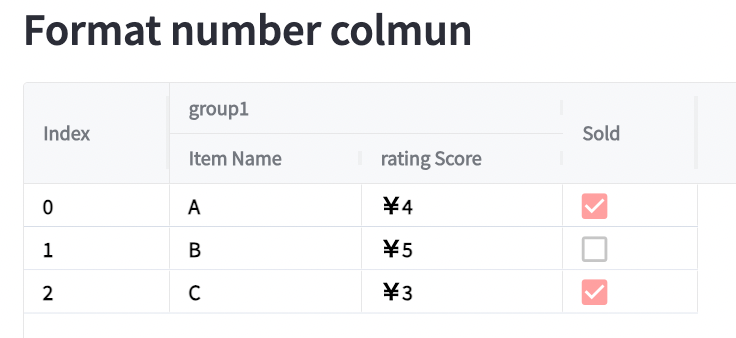 Format number colmun
group1
Index
Sold
Item Name rating Score
0 A ¥4
1 B ¥5
2 C ¥3